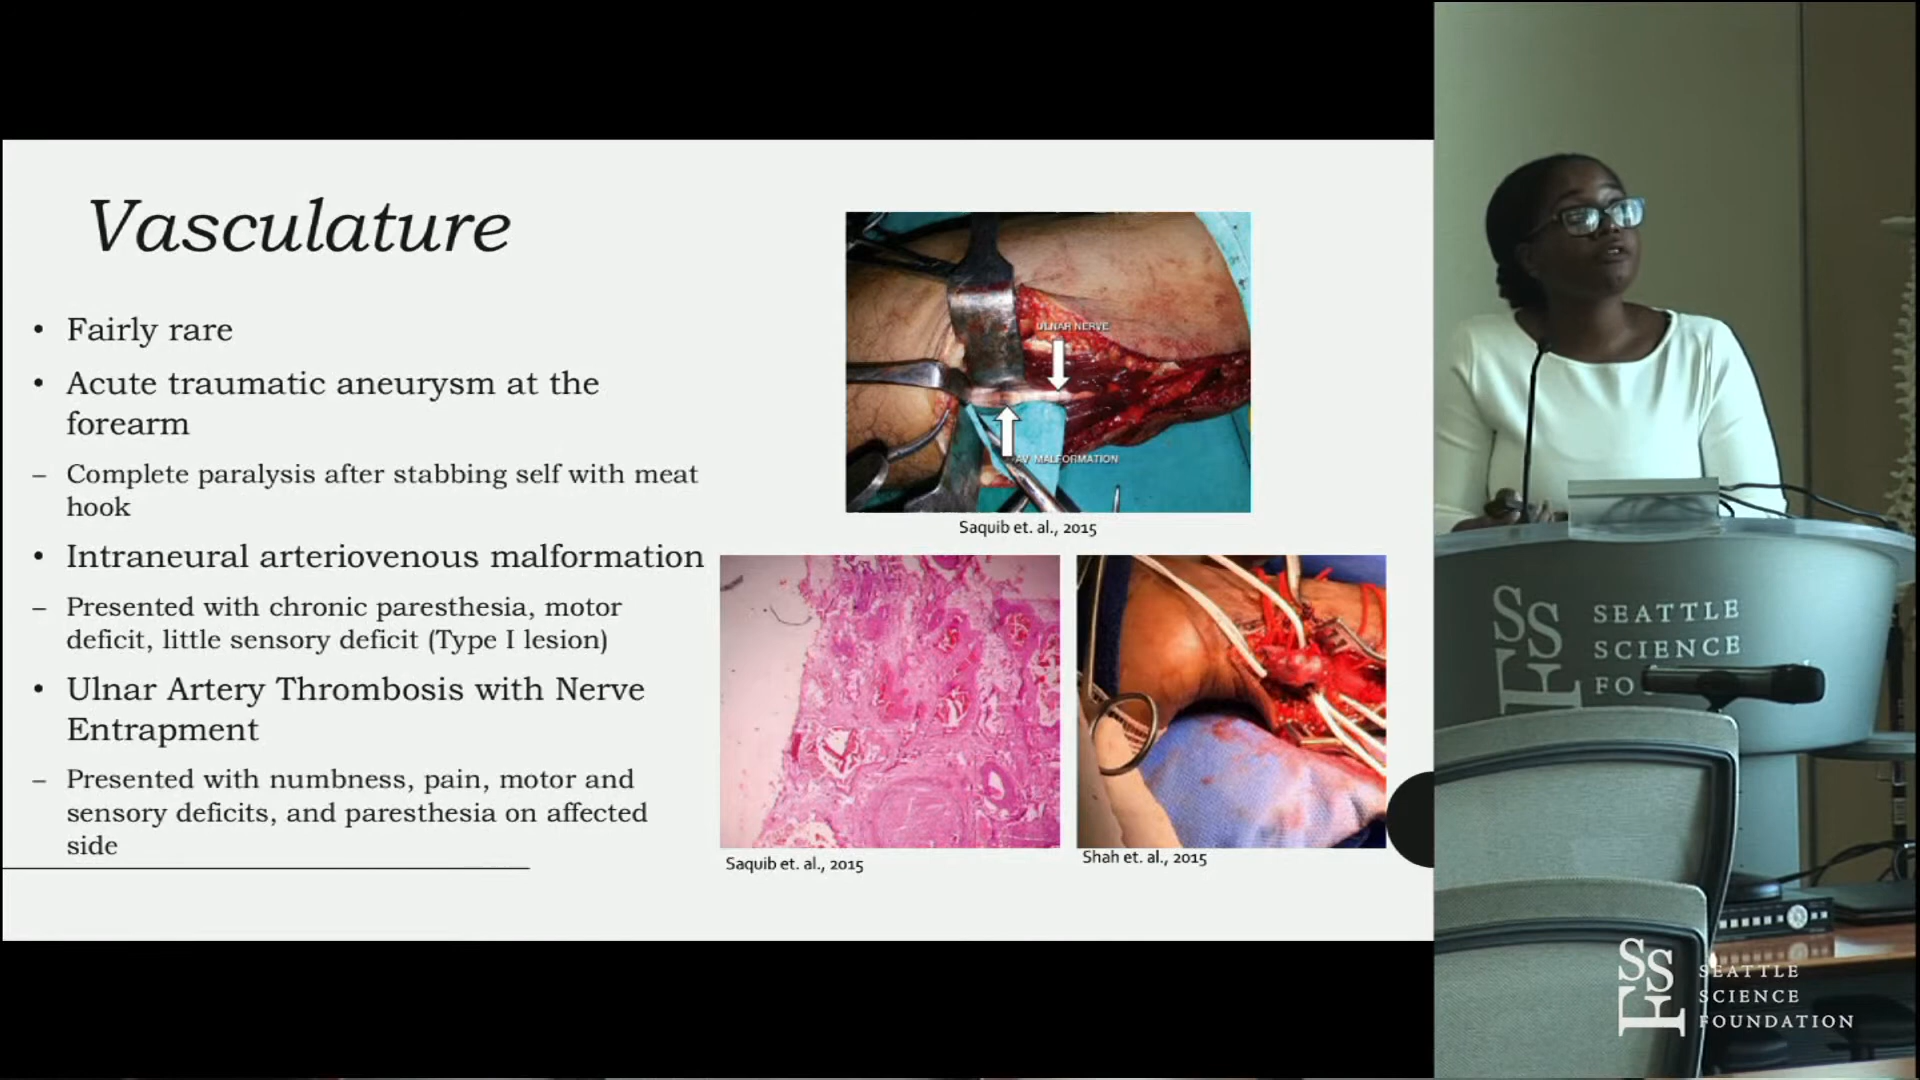 Vasculature
• Fairly rare
• Acute traumatic aneurysm at the
forearm
– Complete paralysis after stabbing self with meat
hook
• Intraneural arteriovenous malformation
– Presented with chronic paresthesia, motor
deficit, little sensory deficit (Type I lesion)
• Ulnar Artery Thrombosis with Nerve
Entrapment
– Presented with numbness, pain, motor and
sensory deficits, and paresthesia on affected
side
ULNAR NERVE
AV MALFORMATION
Saquib et. al., 2015
Saquib et. al., 2015
Shah et. al., 2015
SSF
SEATTLE
SCIENCE
SSF
SEATTLE
SCIENCE
FOUNDATION